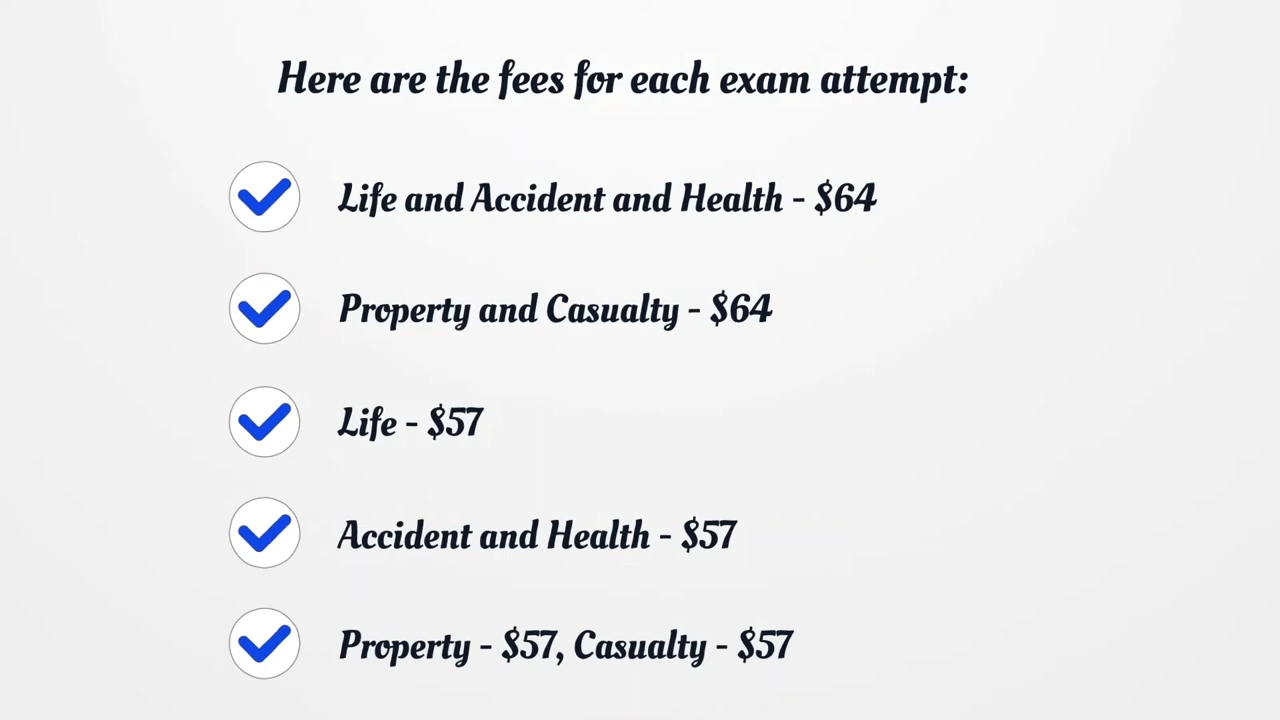 Here are the fees for each exam attempt:
Life and Accident and Health - $64
Property and Casualty - $64
Life - $57
Accident and Health - $57
Property - $57, Casualty - $57